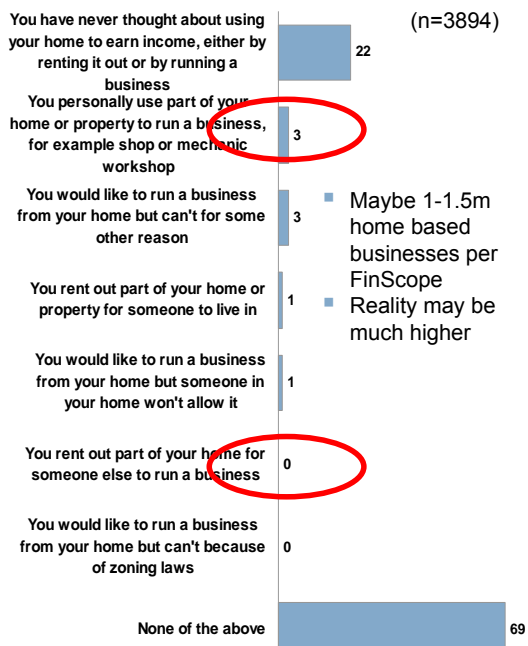 You have never thought about using
your home to earn income, either by
renting it out or by running a
business
22
(n=3894)
You personally use part of your
home or property to run a business,
for example shop or mechanic
workshop
3
You would like to run a business
from your home but can't for some
other reason
3
Maybe 1-1.5m
home based
businesses per
FinScope
Reality may be
much higher
You rent out part of your home or
property for someone to live in
1
You would like to run a business
from your home but someone in
your home won't allow it
1
You rent out part of your home for
someone else to run a business
0
You would like to run a business
from your home but can't because
of zoning laws
0
None of the above
69